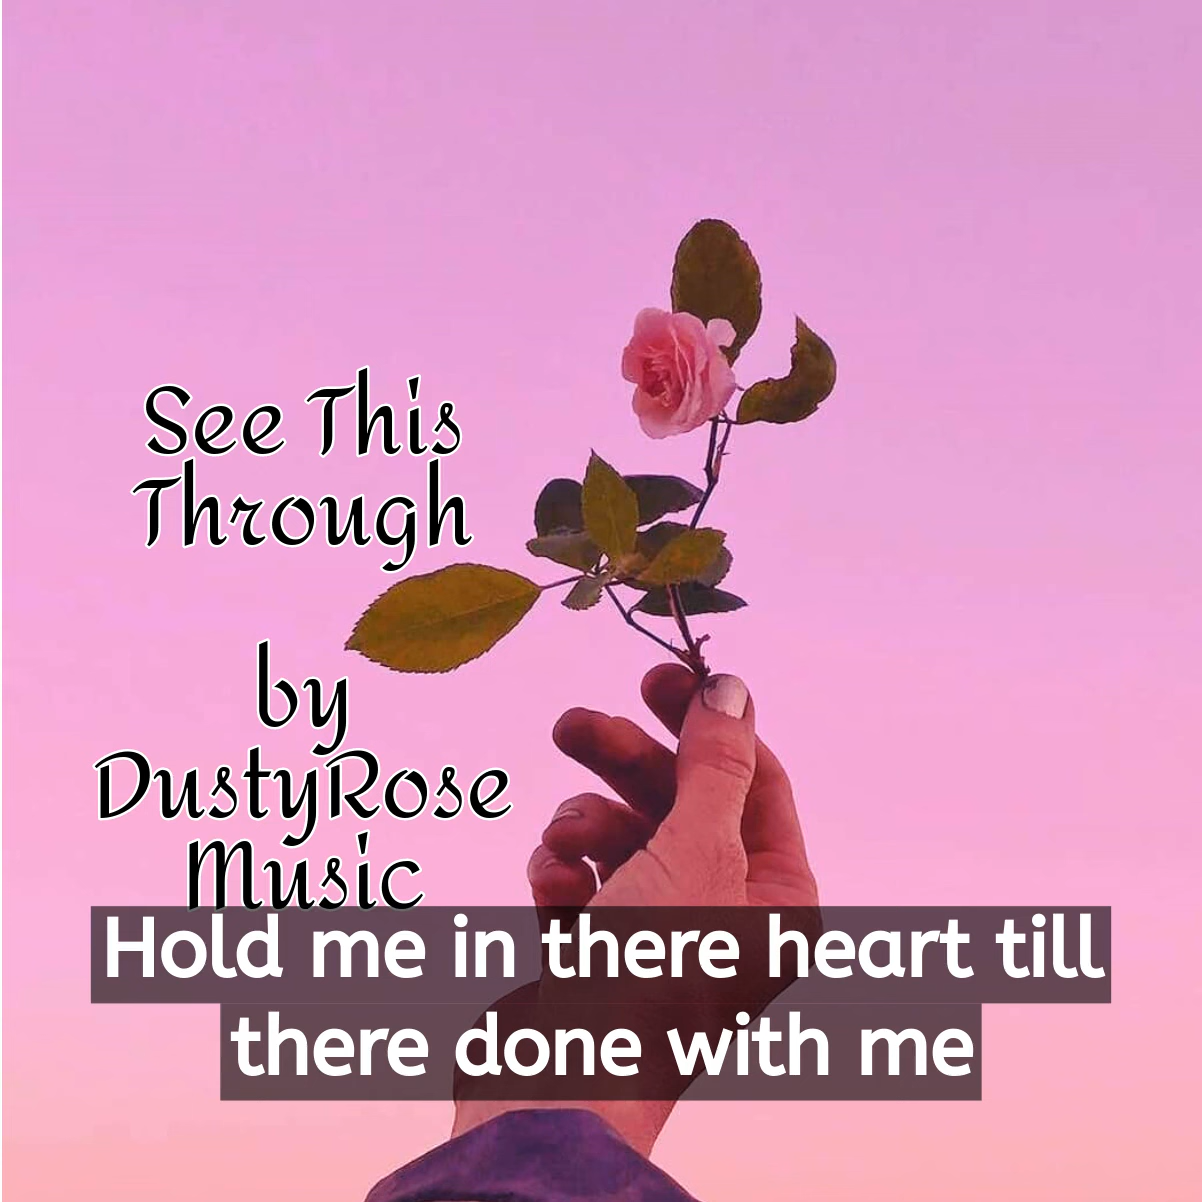 See This
Through
by
DustyRose
Music
Hold me in there heart till
there done with me